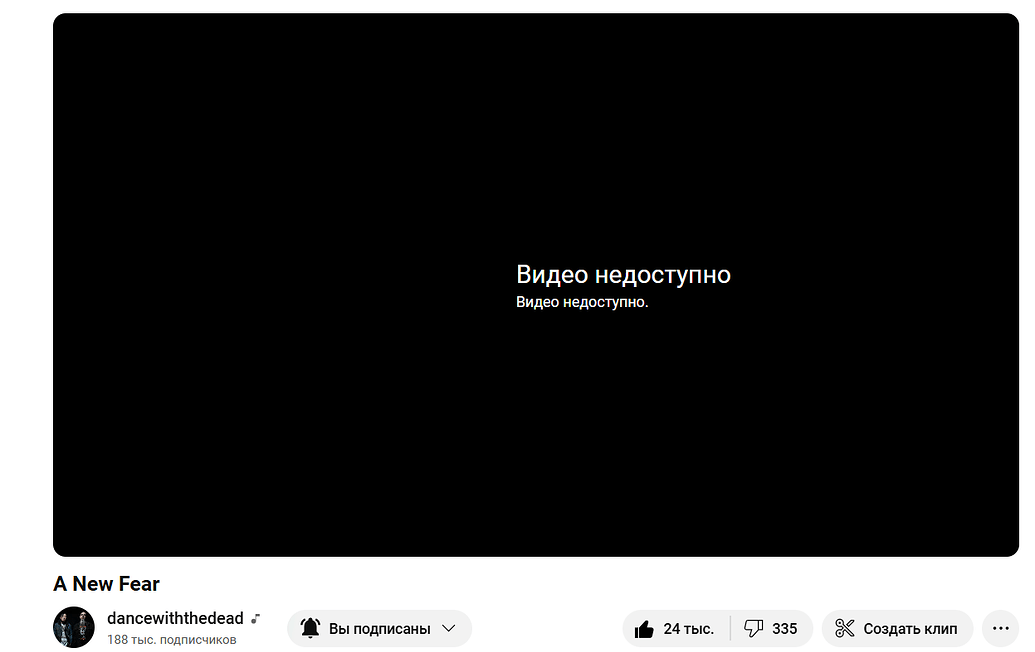 Видео недоступно
Видео недоступно.
A New Fear
dancewiththedead
188 тыс. подписчиков
Вы подписаны
24 тыс.
335
Создать клип